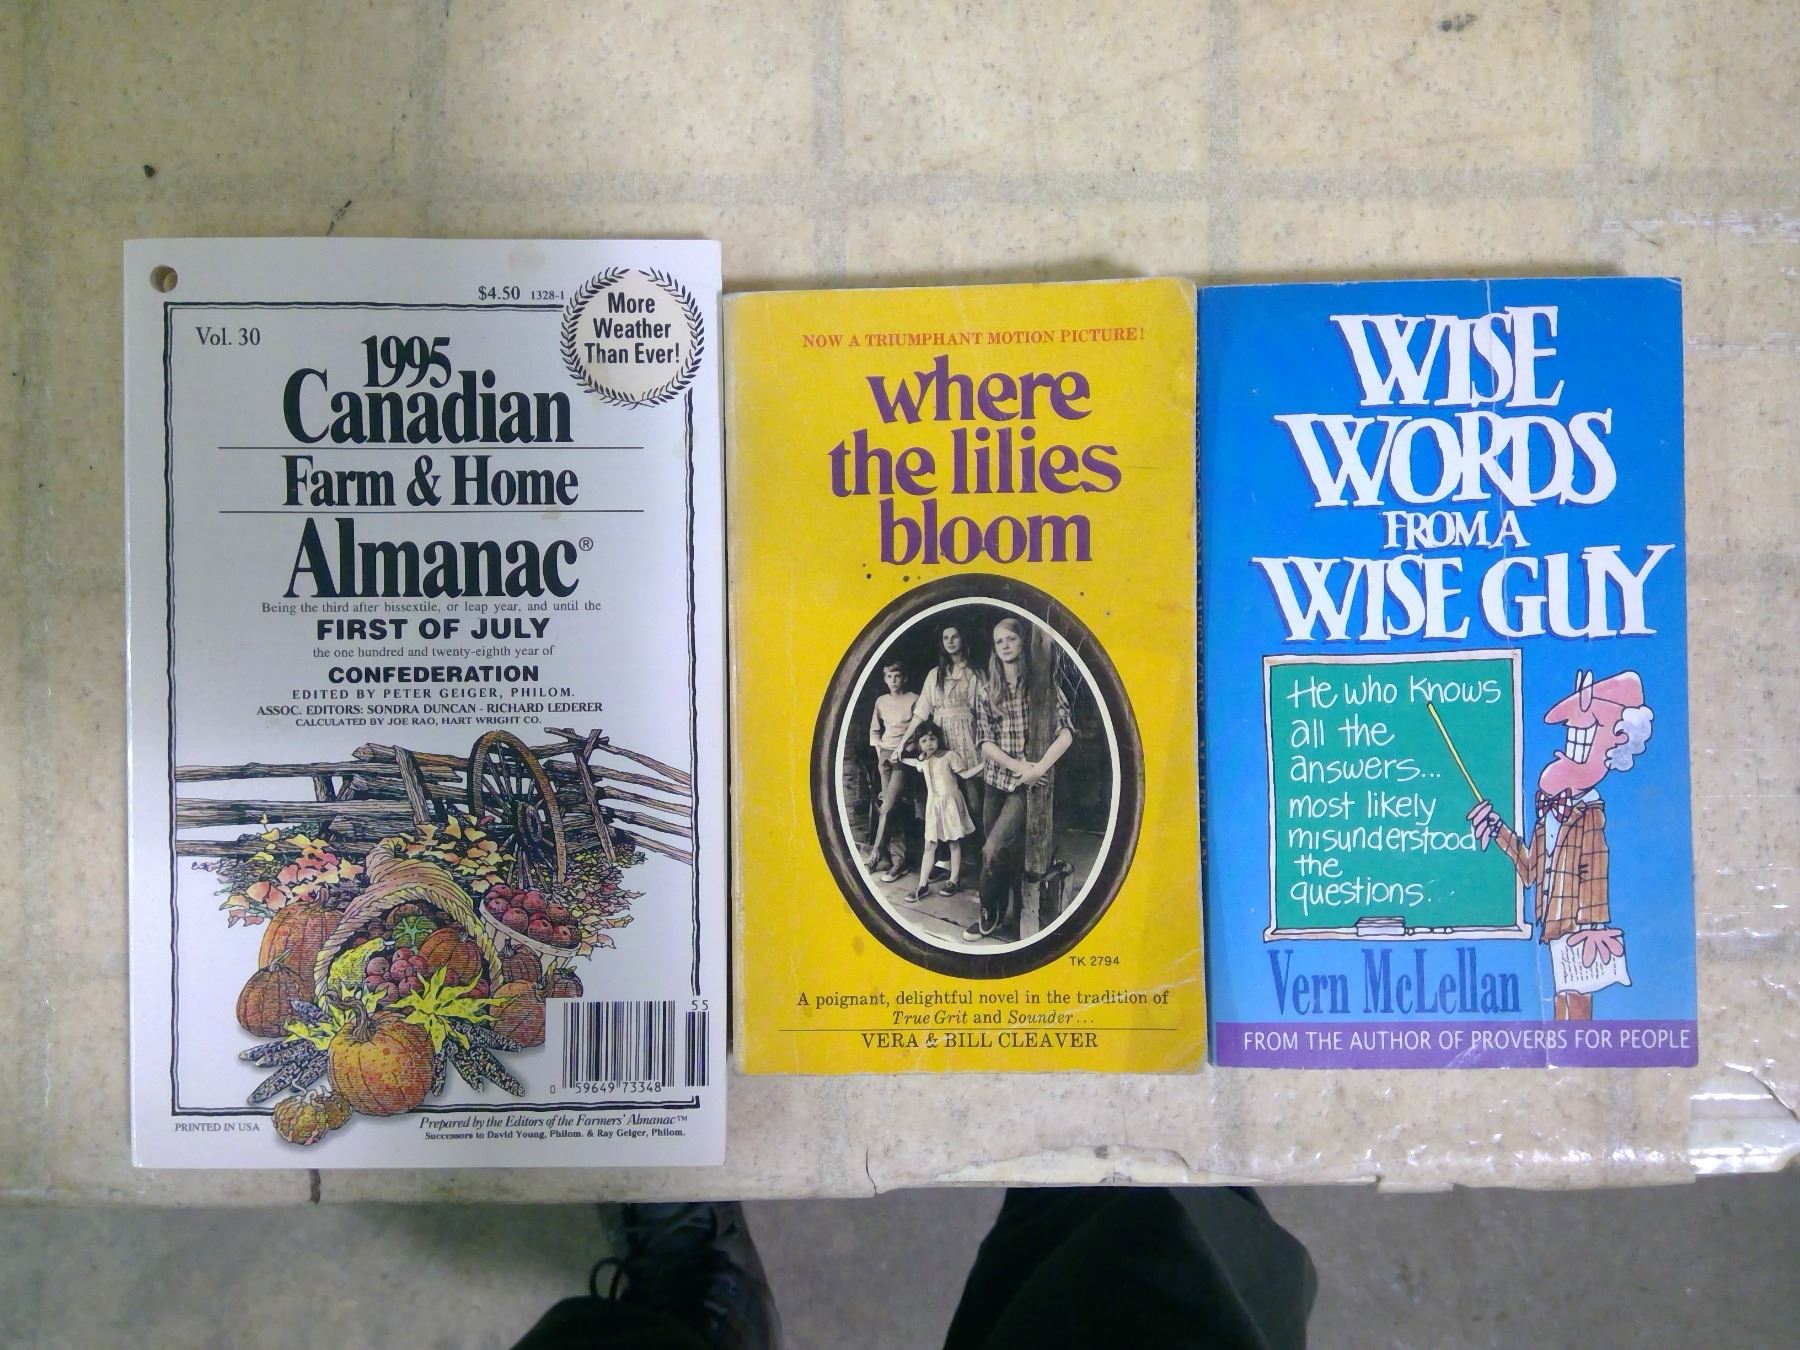 $4.50 1328-1
More
Weather
Than Ever!
Vol. 30
1995
Canadian
Farm & Home
Almanac®
Being the third after bissextile, or leap year, and until the
FIRST OF JULY
the one hundred and twenty-eighth year of
CONFEDERATION
EDITED BY PETER GEIGER, PHILOM.
ASSOC. EDITORS: SONDRA DUNCAN - RICHARD LEDERER
CALCULATED BY JOE RAO, HART WRIGHT CO.
55
0 59649 73348
PRINTED IN USA
Prepared by the Editors of the Farmers' Almanac™
Successors to David Young, Philom. & Ray Geiger, Philom.
NOW A TRIUMPHANT MOTION PICTURE!
where
the lilies
bloom
TK 2794
A poignant, delightful novel in the tradition of
True Grit and Sounder...
VERA & BILL CLEAVER
WISE
WORDS
FROM A
WISE GUY
He who knows
all the
answers...
most likely
misunderstood
the
questions.
Vern McLellan
FROM THE AUTHOR OF PROVERBS FOR PEOPLE